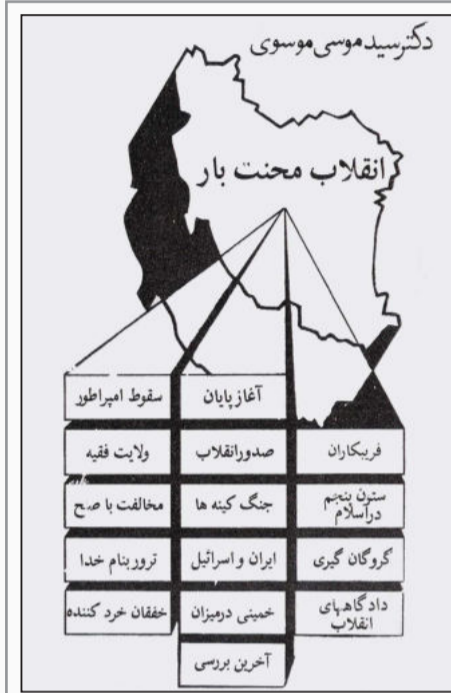 دکتر سید موسی موسوی
انقلاب محنت بار
آغاز پایان
سقوط امپراطور
فریبکاران
صدور انقلاب
ولایت فقیه
ستون پنجم
در اسلام
جنگ کینه ها
مخالفت با صلح
گروگان گیری
ایران و اسرائیل
ترور بنام خدا
دادگاههای
انقلاب
خمینی در میزان
خفقان خرد کننده
آخرین بررسی